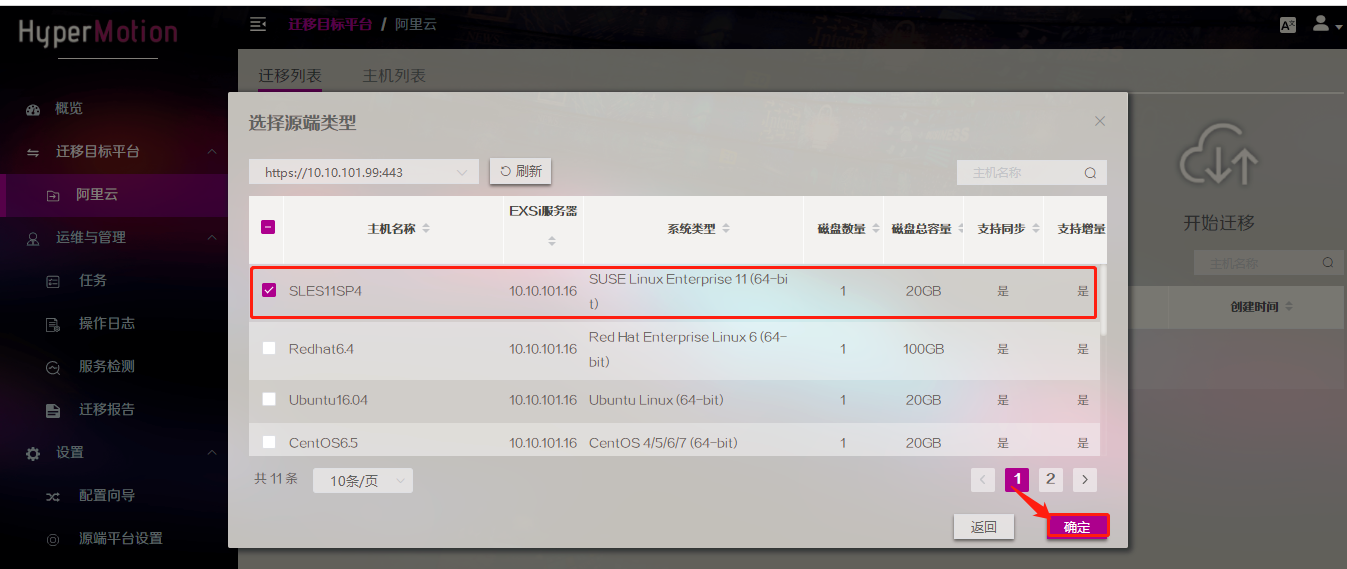 HyperMotion
迁移目标平台 / 阿里云
概览
迁移目标平台
阿里云
运维与管理
任务
操作日志
服务检测
迁移报告
设置
配置向导
源端平台设置
迁移列表 主机列表
选择源端类型
https://10.10.101.99:443 刷新 主机名称
主机名称 EXSi服务器 系统类型 磁盘数量 磁盘总容量 支持同步 支持增量
SLES11SP4 10.10.101.16 SUSE Linux Enterprise 11 (64-bi
t) 1 20GB 是 是
Redhat6.4 10.10.101.16 Red Hat Enterprise Linux 6 (64-
bit) 1 100GB 是 是
Ubuntu16.04 10.10.101.16 Ubuntu Linux (64-bit) 1 20GB 是 是
CentOS6.5 10.10.101.16 CentOS 4/5/6/7 (64-bit) 1 20GB 是 是
共 11 条 10条/页 1 2
返回 确定
开始迁移
主机名称
创建时间